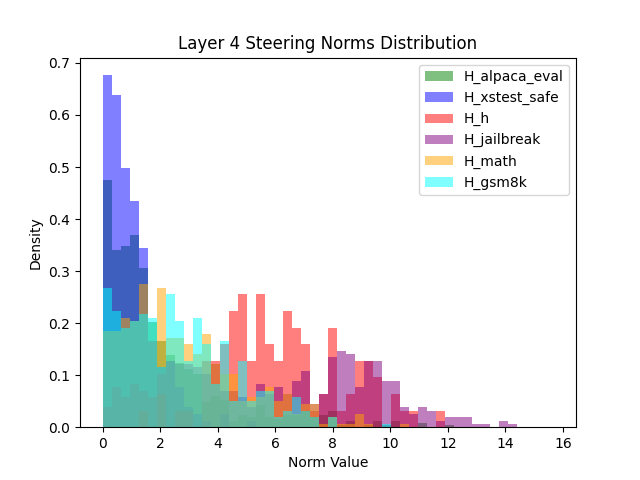 Layer 4 Steering Norms Distribution
H_alpaca_eval
H_xstest_safe
H_h
H_jailbreak
H_math
H_gsm8k
Density
0.7
0.6
0.5
0.4
0.3
0.2
0.1
0.0
0 2 4 6 8 10 12 14 16
Norm Value